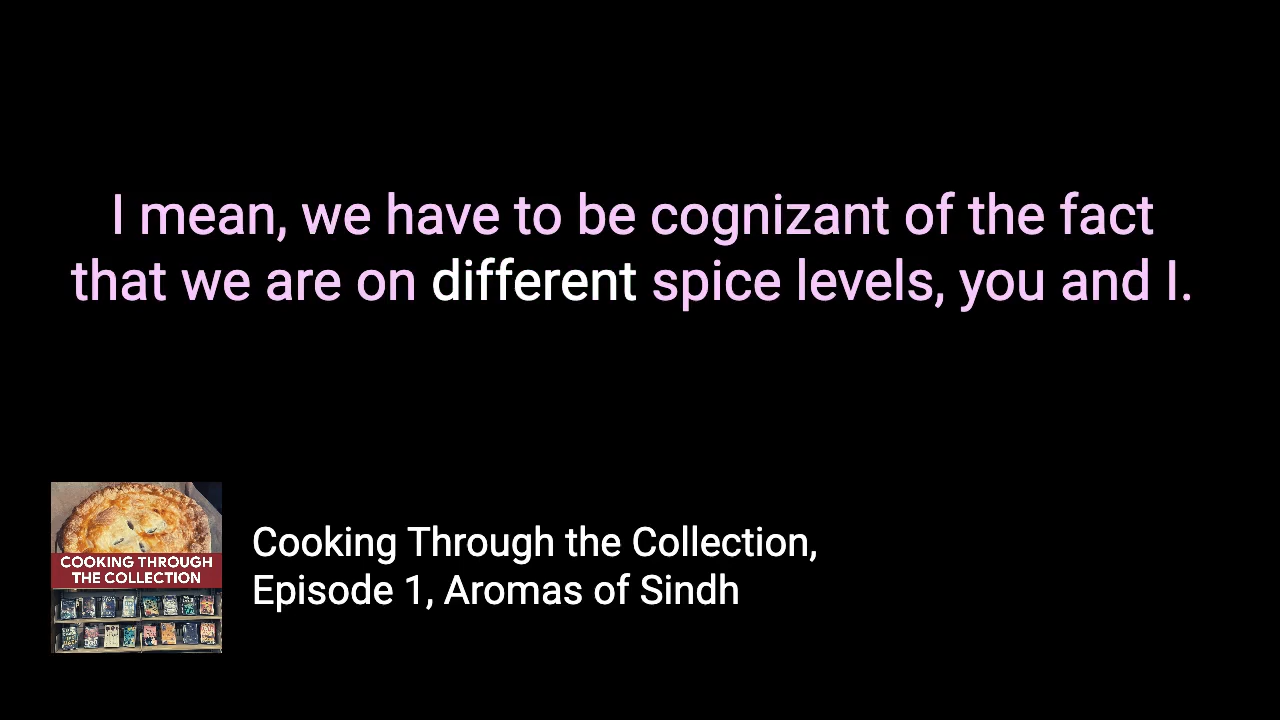 I mean, we have to be cognizant of the fact
that we are on different spice levels, you and I.
COOKING THROUGH
THE COLLECTION
Cooking Through the Collection,
Episode 1, Aromas of Sindh